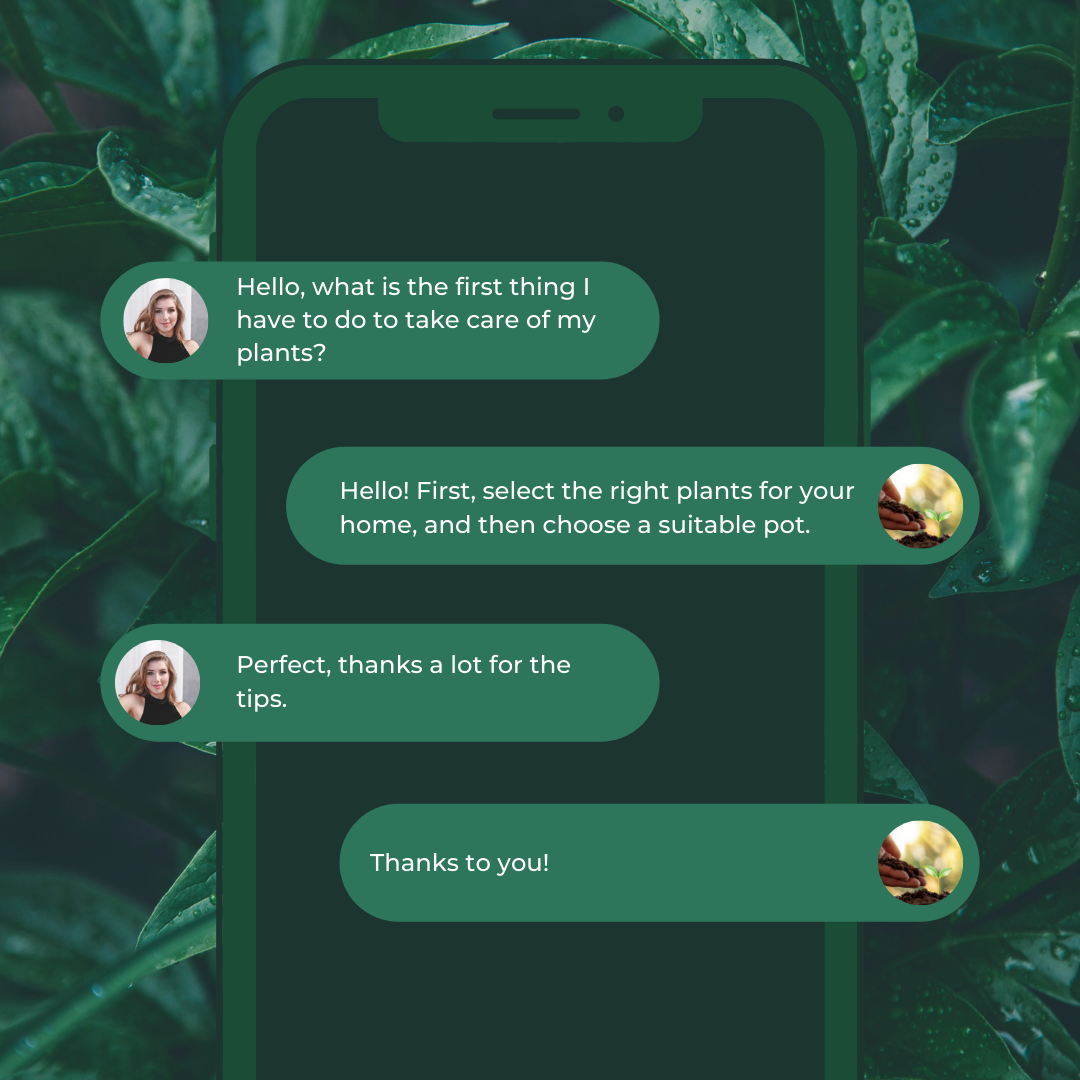 Hello, what is the first thing I
have to do to take care of my
plants?
Hello! First, select the right plants for your
home, and then choose a suitable pot.
Perfect, thanks a lot for the
tips.
Thanks to you!